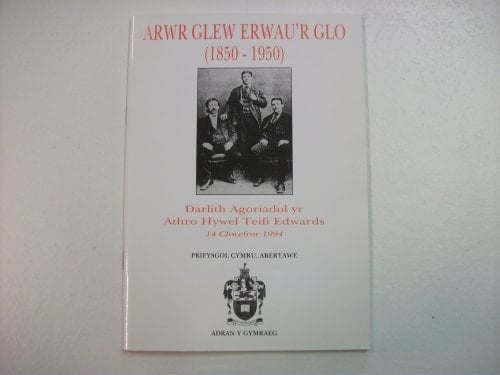 ARWR GLEW ERWAU'R GLO
(1850 - 1950)
Darlith Agoriadol yr
Athro Hywel Teifi Edwards
14 Chwefror 1994
PRIFYSGOL CYMRU, ABERTAWE
ADRAN Y GYMRAEG